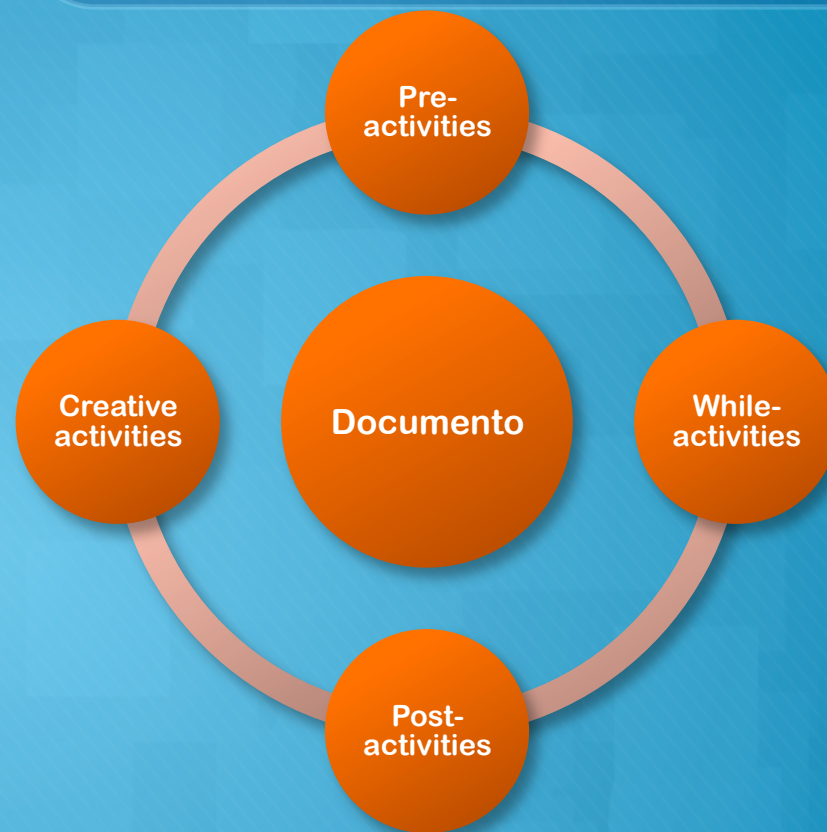 Pre-
activities
Creative
activities
Documento
While-
activities
Post-
activities